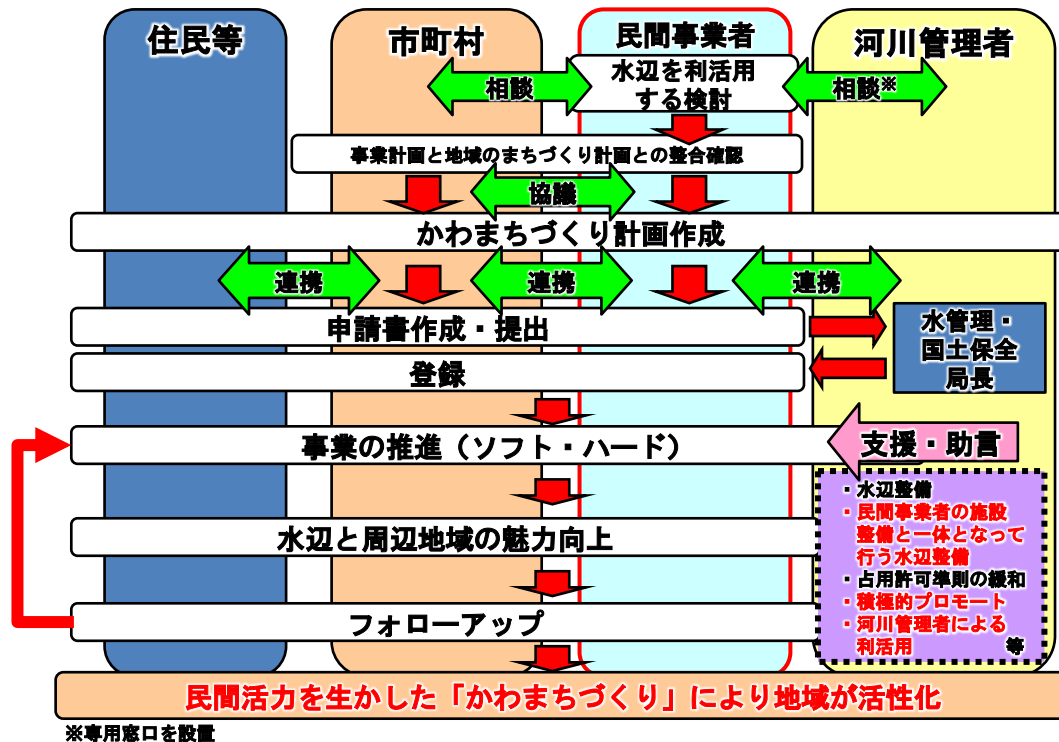 住民等
市町村
民間事業者
河川管理者
相談
水辺を利活用
する検討
相談※
事業計画と地域のまちづくり計画との整合確認
協議
かわまちづくり計画作成
連携
連携
連携
申請書作成・提出
水管理・
国土保全
局長
登録
事業の推進（ソフト・ハード）
支援・助言
・水辺整備
・民間事業者の施設
整備と一体となって
行う水辺整備
・占用許可準則の緩和
・積極的プロモート
・河川管理者による
利活用 等
水辺と周辺地域の魅力向上
フォローアップ
民間活力を生かした「かわまちづくり」により地域が活性化
※専用窓口を設置